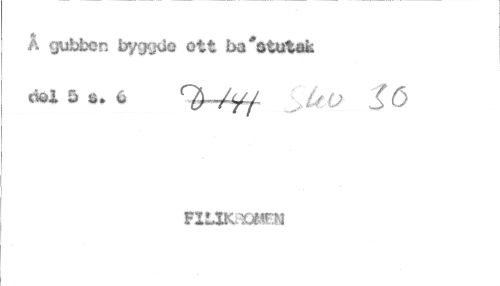 Å gubben byggde ett ba´stutak
del 5 s. 6 D 141 Sko 30
FILIKROMEN